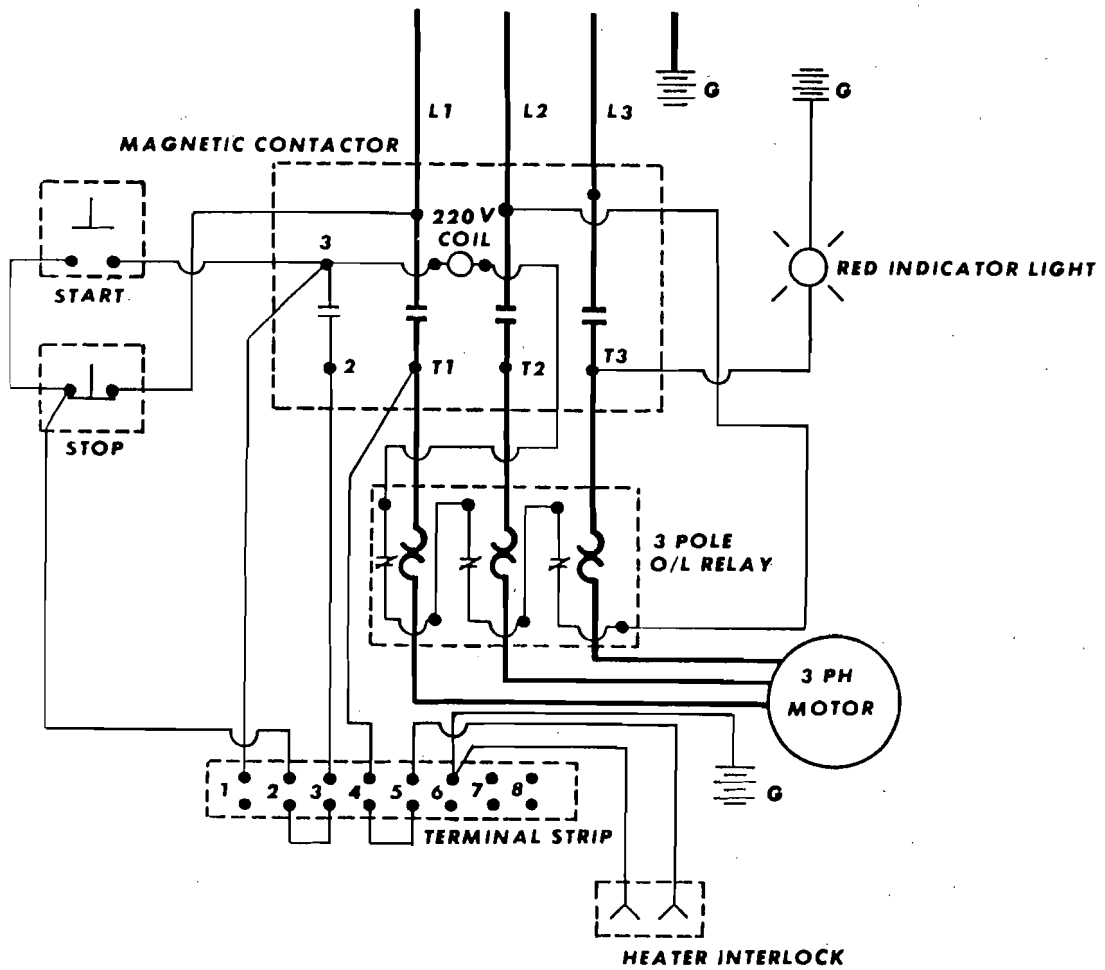 G
G
L1
L2
L3
MAGNETIC CONTACTOR
220 V
COIL
3
START
RED INDICATOR LIGHT
2
T1
T2
T3
STOP
3 POLE
O/L RELAY
3 PH
MOTOR
1
2
3
4
5
6
7
8
G
TERMINAL STRIP
HEATER INTERLOCK